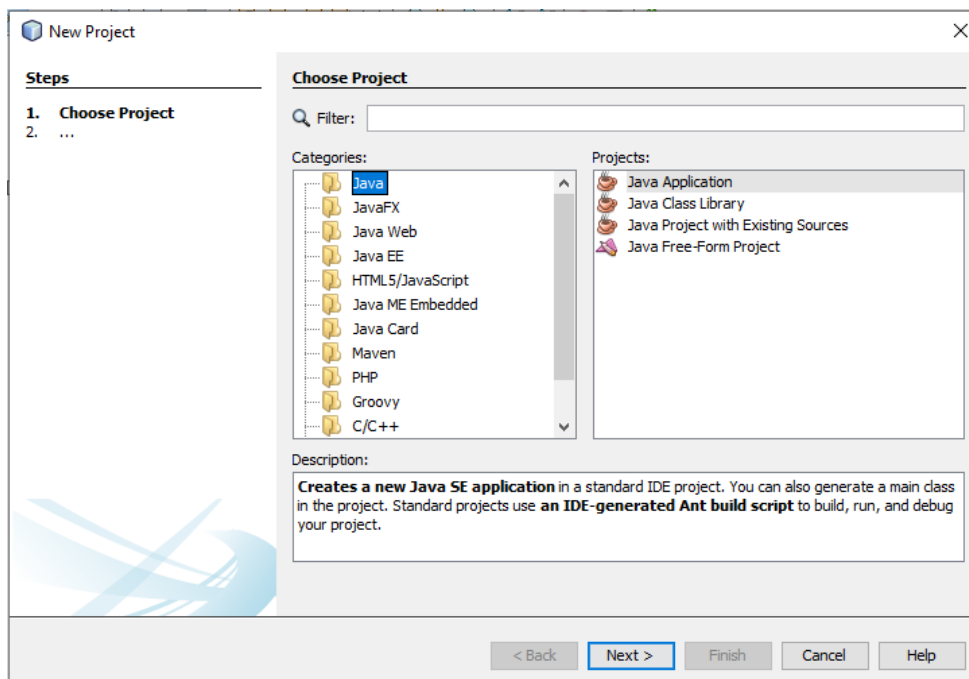 New Project
Steps
1. Choose Project
2. ...
Choose Project
Filter:
Categories:
Java
JavaFX
Java Web
Java EE
HTML5/JavaScript
Java ME Embedded
Java Card
Maven
PHP
Groovy
C/C++
Projects:
Java Application
Java Class Library
Java Project with Existing Sources
Java Free-Form Project
Description:
Creates a new Java SE application in a standard IDE project. You can also generate a main class
in the project. Standard projects use an IDE-generated Ant build script to build, run, and debug
your project.
< Back
Next >
Finish
Cancel
Help